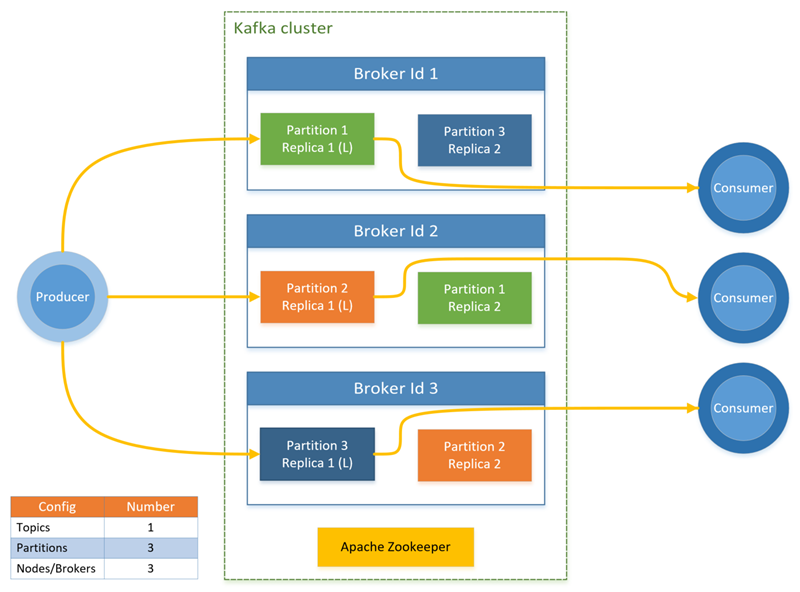 Kafka cluster
Broker Id 1
Partition 1
Replica 1 (L)
Partition 3
Replica 2
Consumer
Broker Id 2
Partition 2
Replica 1 (L)
Partition 1
Replica 2
Producer
Consumer
Broker Id 3
Partition 3
Replica 1 (L)
Partition 2
Replica 2
Consumer
Config Number
Topics 1
Partitions 3
Nodes/Brokers 3
Apache Zookeeper